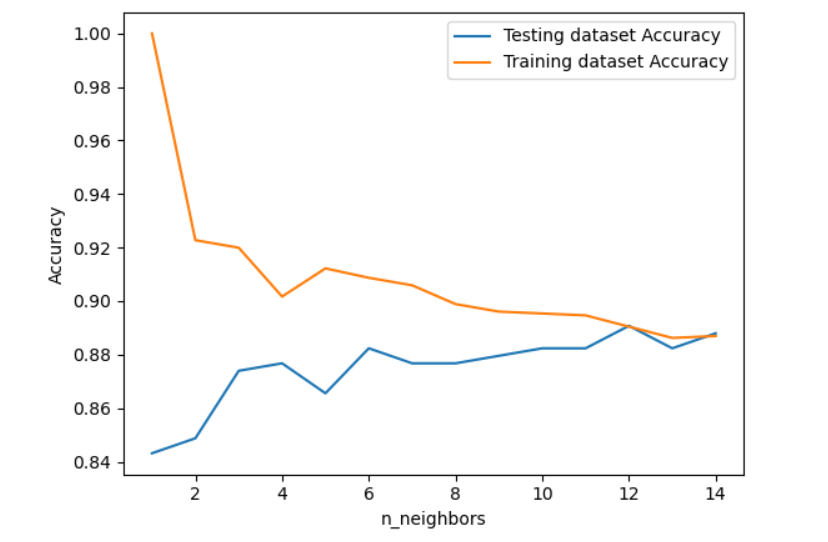 1.00
0.98
0.96
0.94
0.92
0.90
0.88
0.86
0.84
Accuracy
Testing dataset Accuracy
Training dataset Accuracy
2 4 6 8 10 12 14
n_neighbors